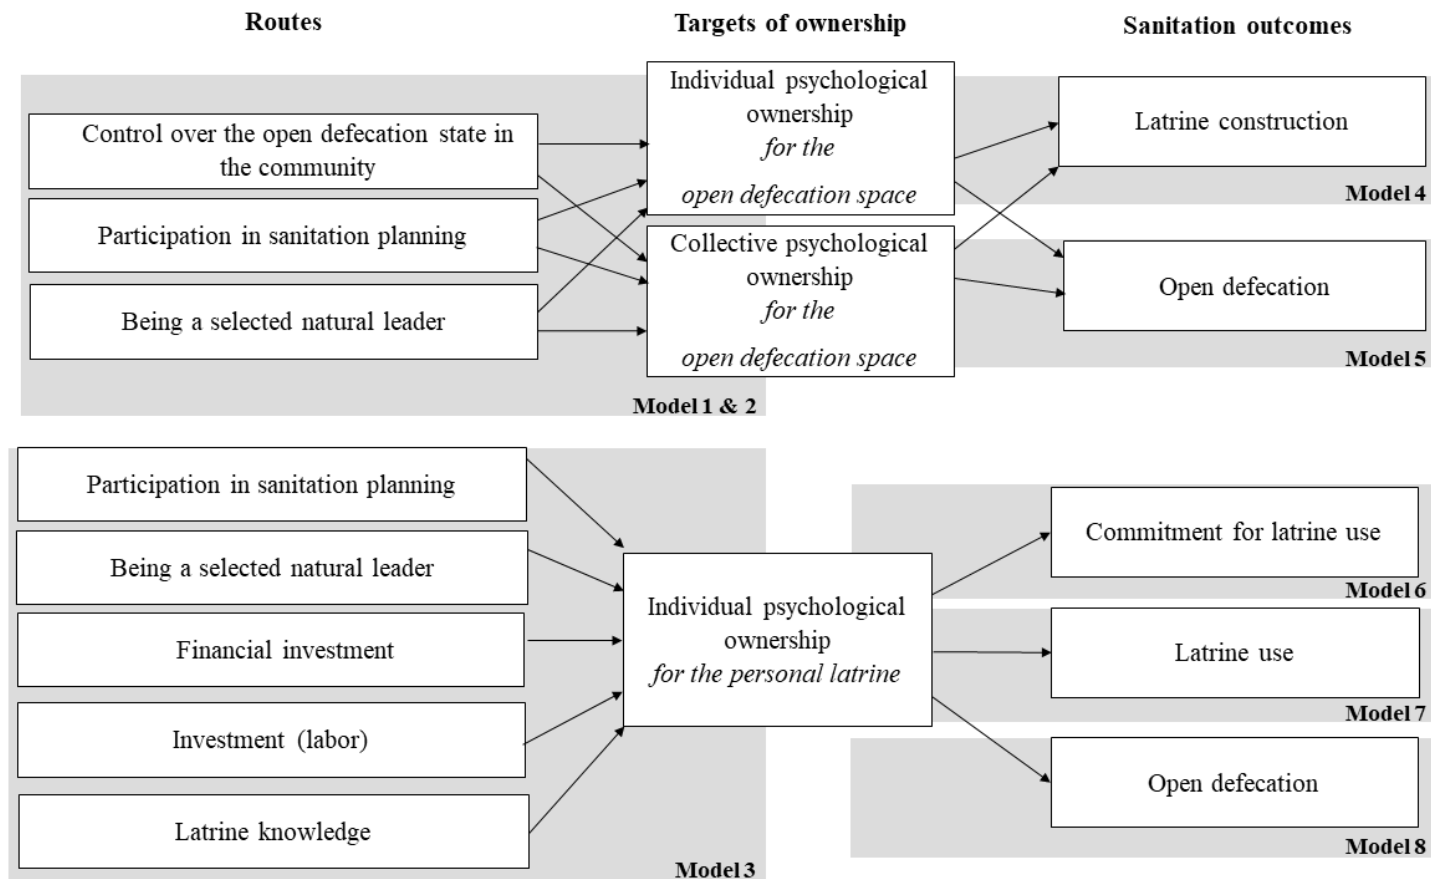 Routes
Targets of ownership
Sanitation outcomes
Control over the open defecation state in
the community
Participation in sanitation planning
Being a selected natural leader
Individual psychological
ownership
for the
open defecation space
Collective psychological
ownership
for the
open defecation space
Model 1 & 2
Latrine construction
Model 4
Open defecation
Model 5
Participation in sanitation planning
Being a selected natural leader
Financial investment
Investment (labor)
Latrine knowledge
Model 3
Individual psychological
ownership
for the personal latrine
Commitment for latrine use
Model 6
Latrine use
Model 7
Open defecation
Model 8